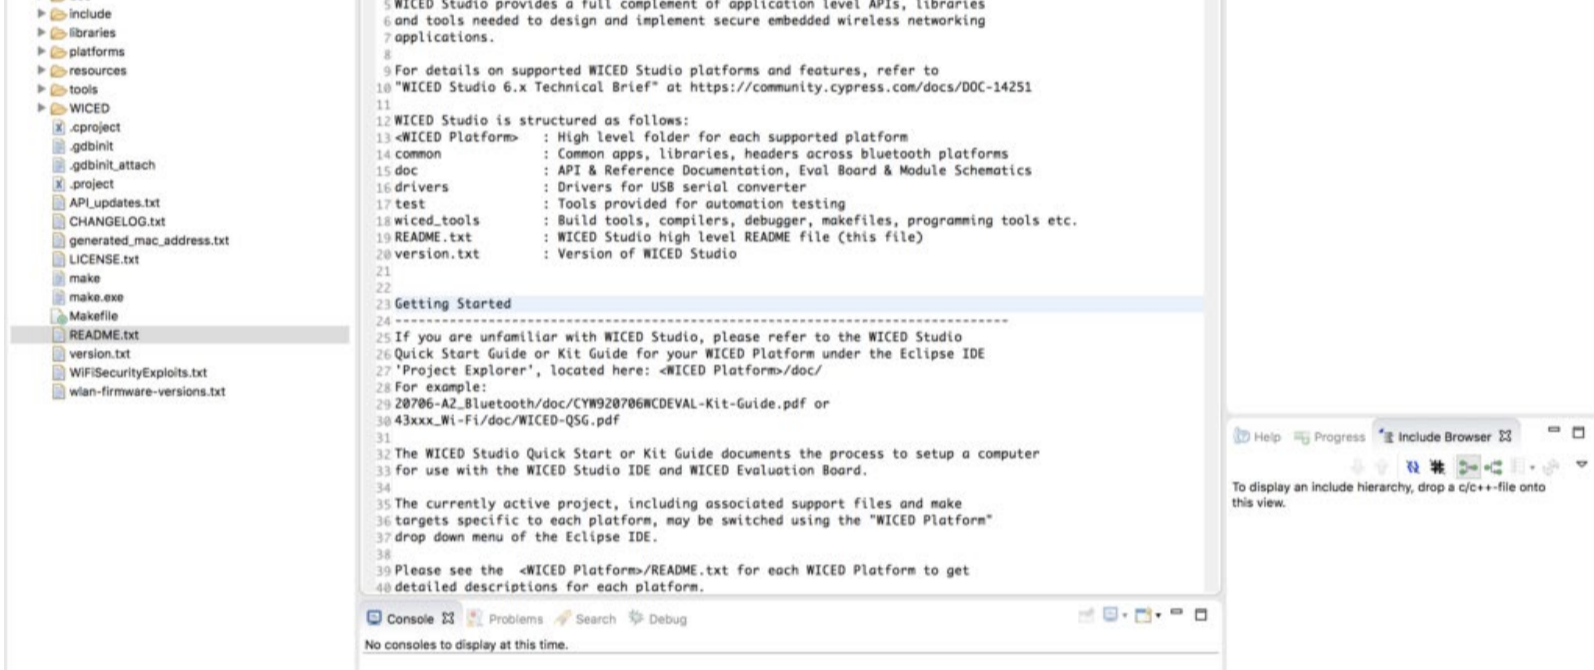 include
libraries
platforms
resources
tools
WICED
.cproject
.gdbinit
.gdbinit_attach
.project
API_updates.txt
CHANGELOG.txt
generated_mac_address.txt
LICENSE.txt
make
make.exe
Makefile
README.txt
version.txt
WiFiSecurityExploits.txt
wlan-firmware-versions.txt
5 WICED Studio provides a full complement of application level APIs, libraries
6 and tools needed to design and implement secure embedded wireless networking
7 applications.
8
9 For details on supported WICED Studio platforms and features, refer to
10 "WICED Studio 6.x Technical Brief" at https://community.cypress.com/docs/DOC-14251
11
12 WICED Studio is structured as follows:
13 <WICED Platform> : High level folder for each supported platform
14 common : Common apps, libraries, headers across bluetooth platforms
15 doc : API & Reference Documentation, Eval Board & Module Schematics
16 drivers : Drivers for USB serial converter
17 test : Tools provided for automation testing
18 wiced_tools : Build tools, compilers, debugger, makefiles, programming tools etc.
19 README.txt : WICED Studio high level README file (this file)
20 version.txt : Version of WICED Studio
21
22
23 Getting Started
24 --------------------------------------------------------------------------------
25 If you are unfamiliar with WICED Studio, please refer to the WICED Studio
26 Quick Start Guide or Kit Guide for your WICED Platform under the Eclipse IDE
27 'Project Explorer', located here: <WICED Platform>/doc/
28 For example:
29 20706-A2_Bluetooth/doc/CYW920706WCDEVAL-Kit-Guide.pdf or
30 43xxx_Wi-Fi/doc/WICED-QSG.pdf
31
32 The WICED Studio Quick Start or Kit Guide documents the process to setup a computer
33 for use with the WICED Studio IDE and WICED Evaluation Board.
34
35 The currently active project, including associated support files and make
36 targets specific to each platform, may be switched using the "WICED Platform"
37 drop down menu of the Eclipse IDE.
38
39 Please see the <WICED Platform>/README.txt for each WICED Platform to get
40 detailed descriptions for each platform.
Console Problems Search Debug
No consoles to display at this time.
Help Progress Include Browser
To display an include hierarchy, drop a c/c++-file onto
this view.